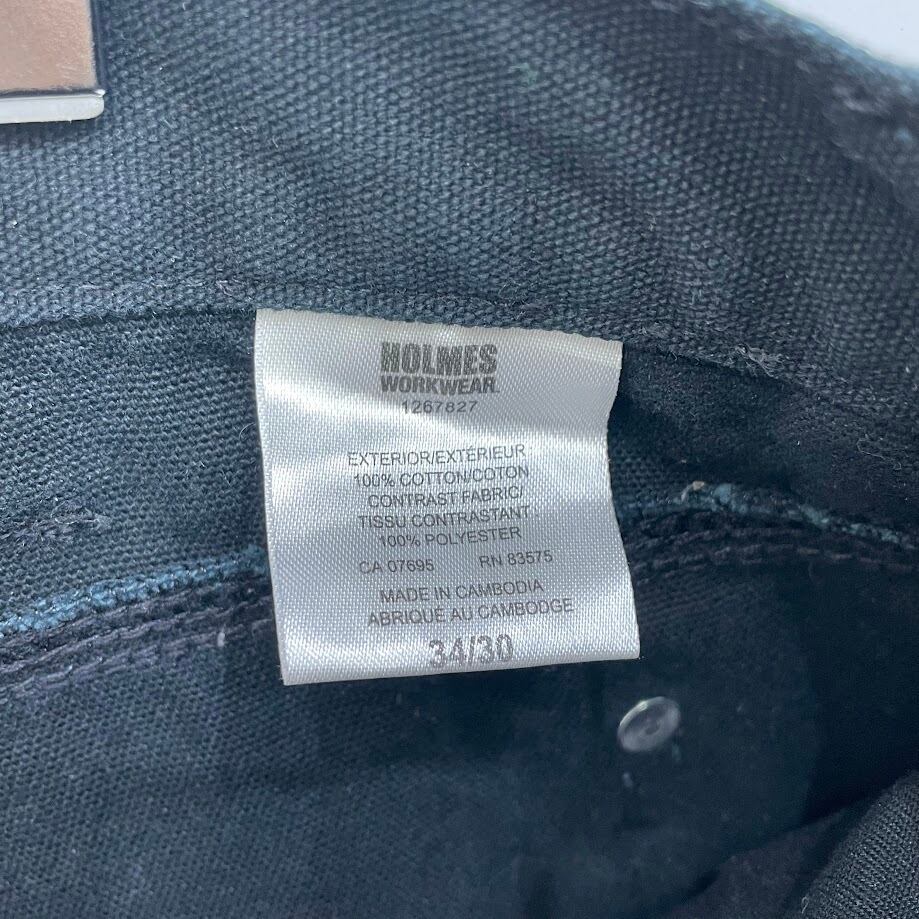 HOLMES
WORKWEAR
1267827
EXTERIOR/EXTÉRIEUR
100% COTTON/COTON
CONTRAST FABRIC/
TISSU CONTRASTANT
100% POLYESTER
CA 07695 RN 83575
MADE IN CAMBODIA
ABRIQUÉ AU CAMBODGE
34/30